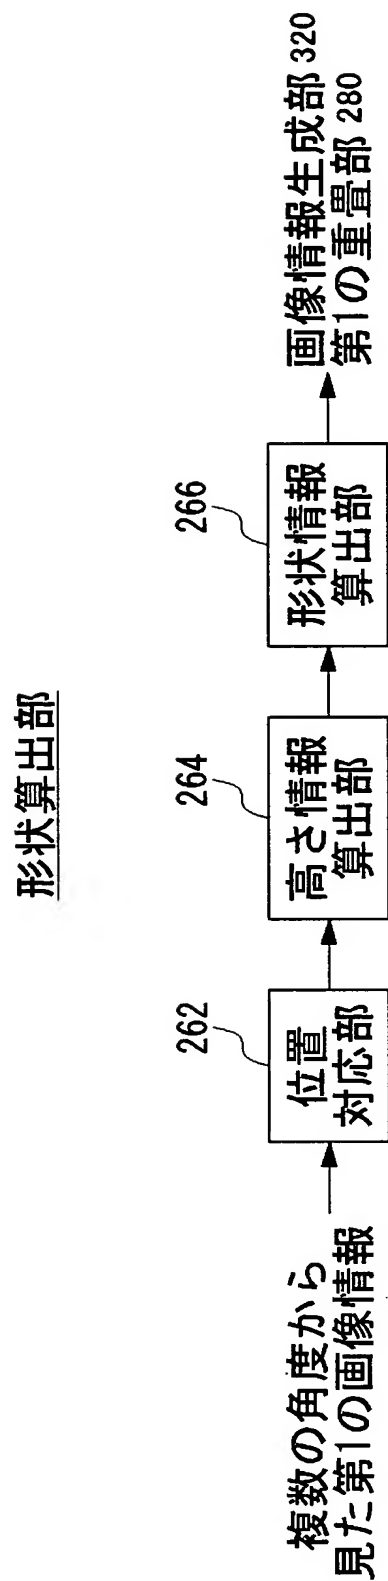 形状算出部
複数の角度から
見た第1の画像情報
262
位置
対応部
264
高さ情報
算出部
266
形状情報
算出部
画像情報生成部 320
第1の重畳部 280